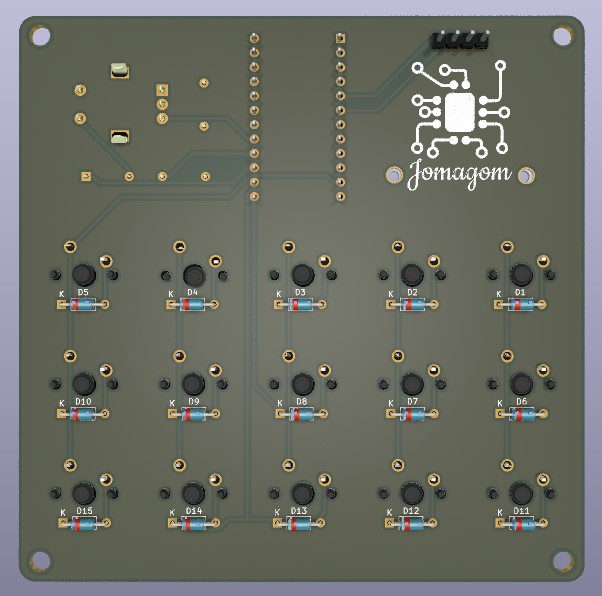 Jomagom
D5 D4 D3 D2 D1
K K K K K
D10 D9 D8 D7 D6
K K K K K
D15 D14 D13 D12 D11
K K K K K